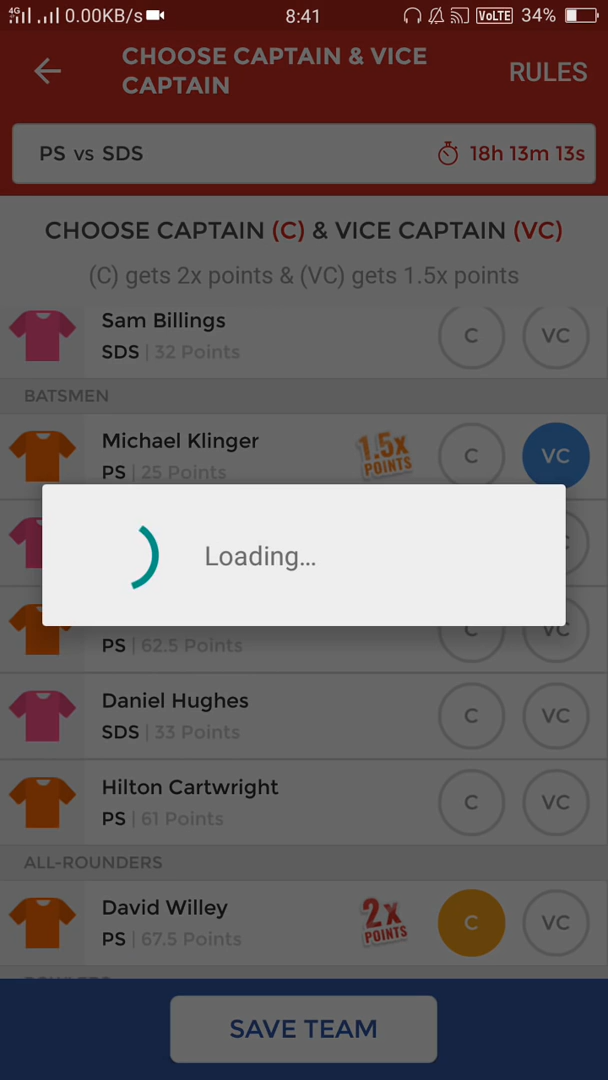 4G 0.00K/s 8:41 VoLTE 34%
CHOOSE CAPTAIN & VICE
CAPTAIN
RULES
PS vs SDS 18h 13m 13s
CHOOSE CAPTAIN (C) & VICE CAPTAIN (VC)
(C) gets 2x points & (VC) gets 1.5x points
Sam Billings
SDS | 32 Points
C VC
BATSMEN
Michael Klinger
PS | 25 Points
1.5x
POINTS
C VC
Loading...
PS | 62.5 Points
C VC
Daniel Hughes
SDS | 33 Points
C VC
Hilton Cartwright
PS | 61 Points
C VC
ALL-ROUNDERS
David Willey
PS | 67.5 Points
2x
POINTS
C VC
BOWLERS
SAVE TEAM